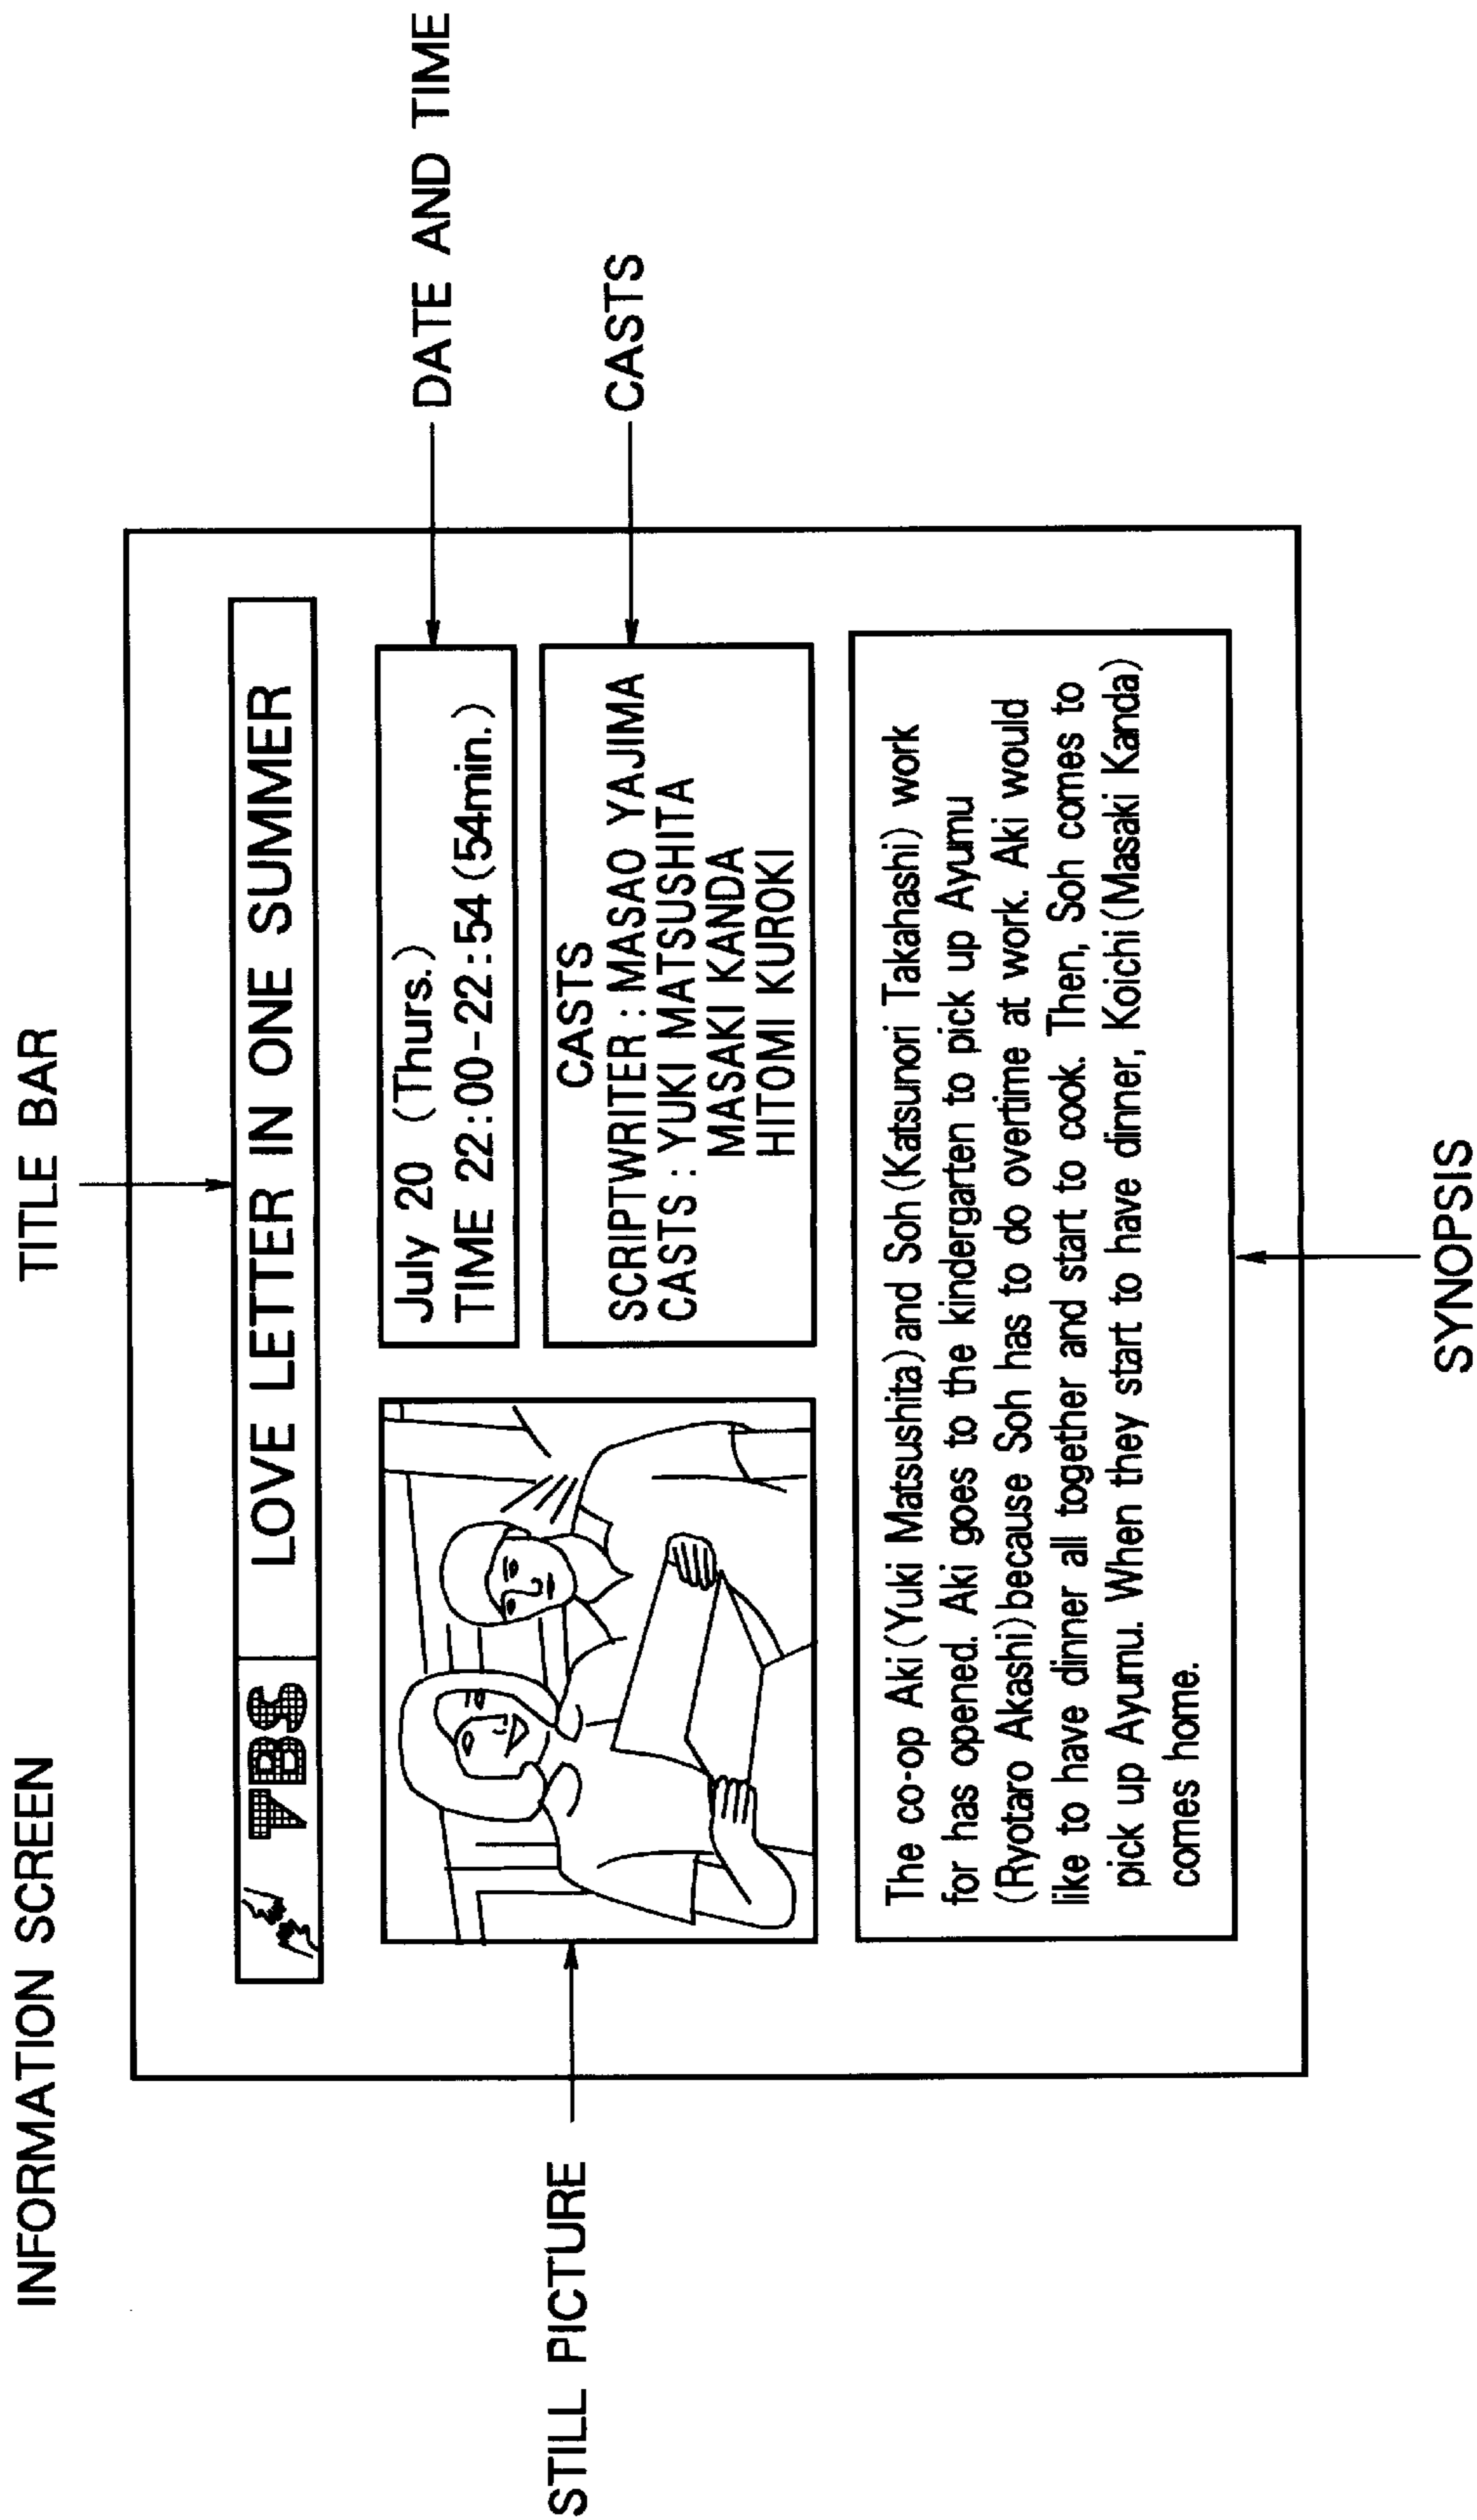 INFORMATION SCREEN
TITLE BAR
TBS LOVE LETTER IN ONE SUMMER
STILL PICTURE
July 20 (Thurs.)
TIME 22:00-22:54 (54min.)
DATE AND TIME
CASTS
SCRIPTWRITER : MASAO YAJIMA
CASTS : YUKI MATSUSHITA
MASAKI KANDA
HITOMI KUROKI
CASTS
The co-op Aki (Yuki Matsushita) and Soh (Katsunori Takahashi) work
for has opened. Aki goes to the kindergarten to pick up Ayumu
(Ryotaro Akashi) because Soh has to do overtime at work. Aki would
like to have dinner all together and start to cook. Then, Soh comes to
pick up Ayumu. When they start to have dinner, Koichi (Masaki Kanda)
comes home.
SYNOPSIS